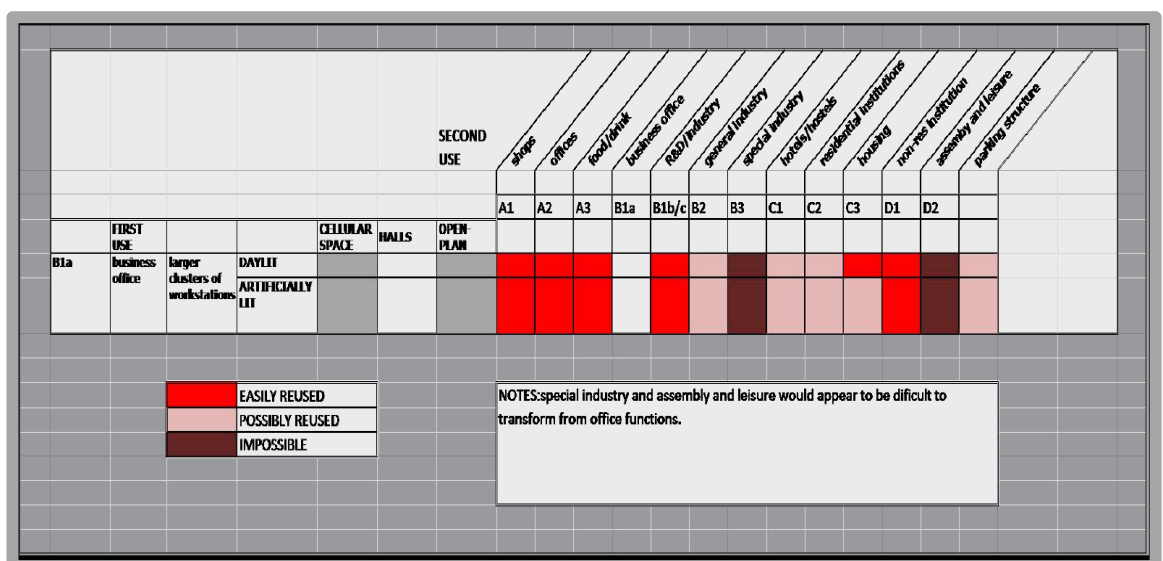 shops
offices
food/drink
business office
R&D/industry
general industry
special industry
hotels/hostels
residential institutions
housing
non-res institution
assemby and leisure
parking structure
SECOND
USE
A1 A2 A3 B1a B1b/c B2 B3 C1 C2 C3 D1 D2
FIRST
USE
CELLULAR
SPACE
HALLS
OPEN-
PLAN
B1a
business
office
larger
clusters of
workstations
DAYLIT
ARTIFICIALLY
LIT
EASILY REUSED
POSSIBLY REUSED
IMPOSSIBLE
NOTES:special industry and assembly and leisure would appear to be dificult to
transform from office functions.